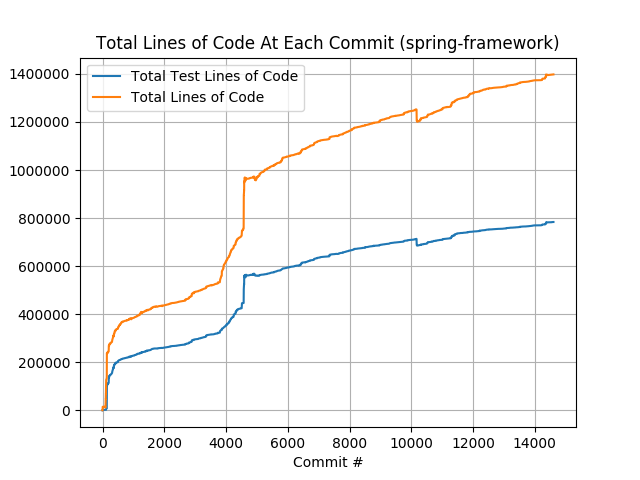 Total Lines of Code At Each Commit (spring-framework)
Total Test Lines of Code
Total Lines of Code
1400000
1200000
1000000
800000
600000
400000
200000
0
0 2000 4000 6000 8000 10000 12000 14000
Commit #